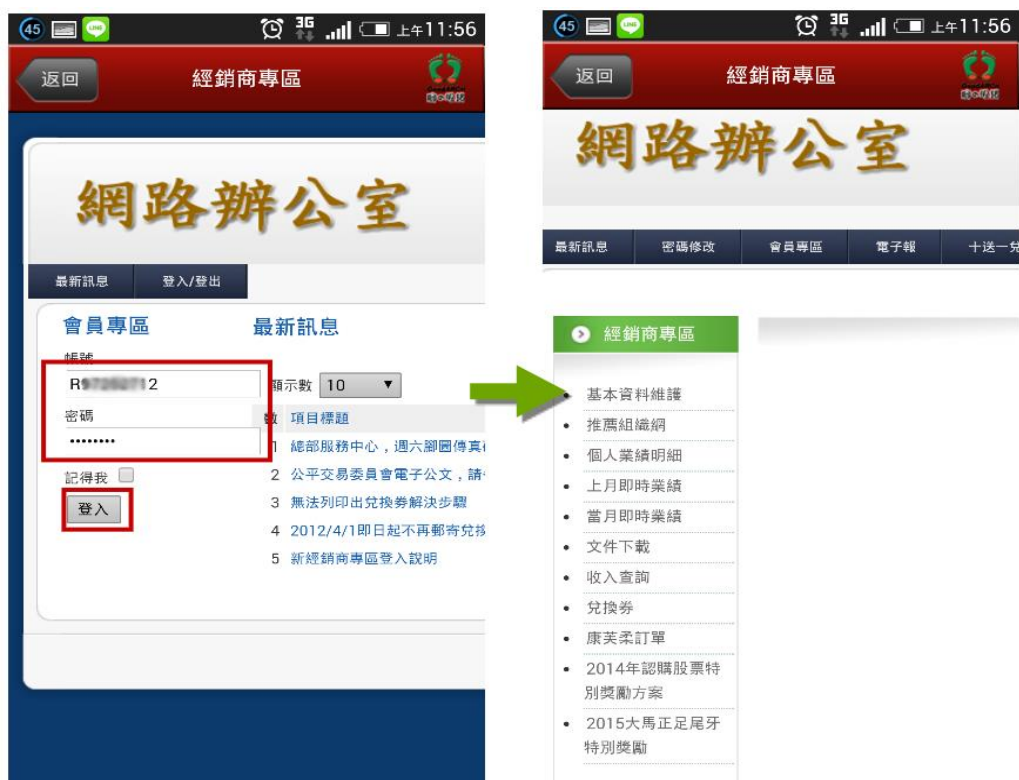 45
LINE
3G
上午11:56
返回
經銷商專區
網路辦公室
最新訊息
登入/登出
會員專區
最新訊息
帳號
R
2
顯示數 10
密碼
數 項目標題
••••••••
1 總部服務中心，週六腳圖傳真
記得我
2 公平交易委員會電子公文，請
登入
3 無法列印出兌換券解決步驟
4 2012/4/1即日起不再郵寄兌換
5 新經銷商專區登入說明
45
LINE
3G
上午11:56
返回
經銷商專區
網路辦公室
最新訊息
密碼修改
會員專區
電子報
十送一兌
經銷商專區
• 基本資料維護
• 推薦組織網
• 個人業績明細
• 上月即時業績
• 當月即時業績
• 文件下載
• 收入查詢
• 兌換券
• 康芙柔訂單
• 2014年認購股票特
別獎勵方案
• 2015大馬正足尾牙
特別獎勵